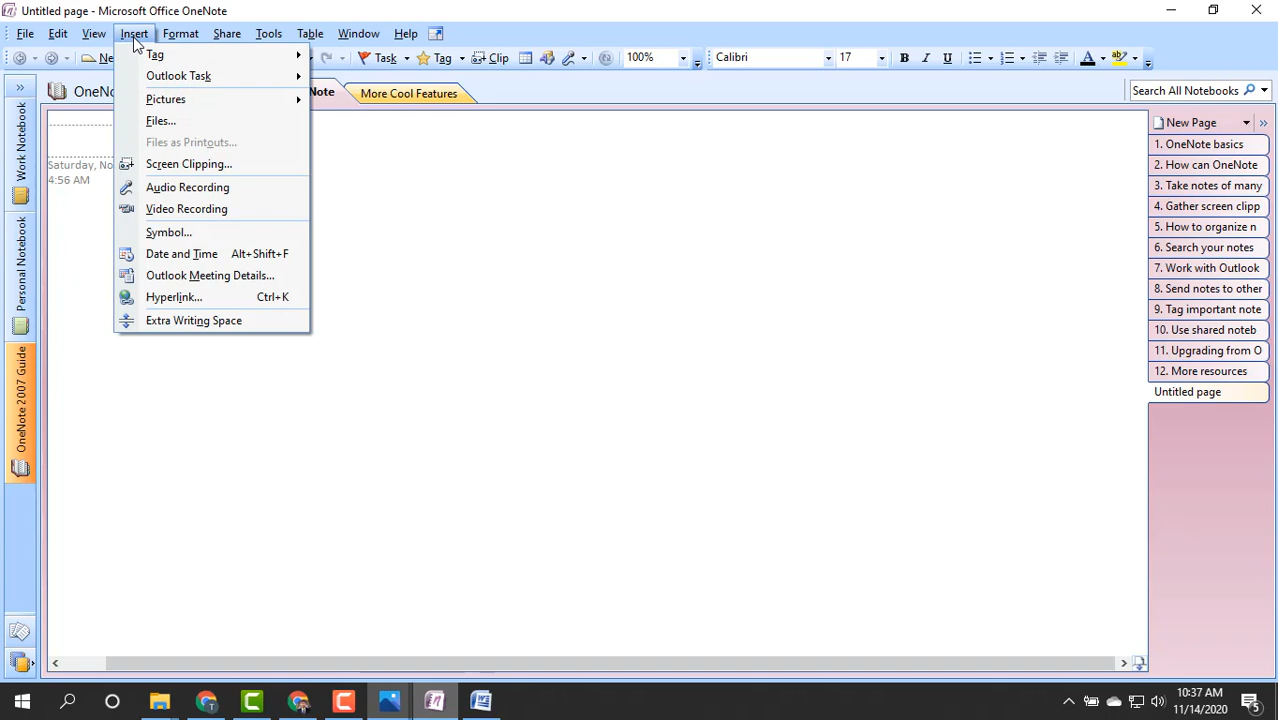 Untitled page - Microsoft Office OneNote
File Edit View Insert Format Share Tools Table Window Help
Ne Task Tag Clip 100% Calibri 17 B I U A ab
OneNo Note More Cool Features Search All Notebooks
Tag
Outlook Task
Pictures
Files...
Files as Printouts...
Screen Clipping...
Audio Recording
Video Recording
Symbol...
Date and Time Alt+Shift+F
Outlook Meeting Details...
Hyperlink... Ctrl+K
Extra Writing Space
Saturday, No
4:56 AM
Work Notebook
Personal Notebook
OneNote 2007 Guide
New Page
1. OneNote basics
2. How can OneNote
3. Take notes of many
4. Gather screen clipp
5. How to organize n
6. Search your notes
7. Work with Outlook
8. Send notes to other
9. Tag important note
10. Use shared noteb
11. Upgrading from O
12. More resources
Untitled page
10:37 AM
11/14/2020
5